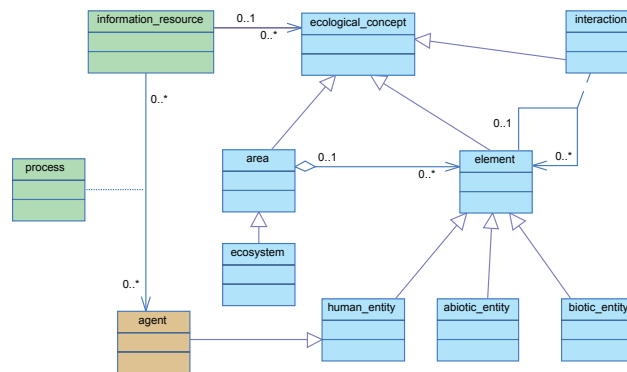 information_resource
0..1
ecological_concept
interaction
0..*
0..*
0..1
area
0..1
element
0..*
process
0..*
ecosystem
0..*
agent
human_entity
abiotic_entity
biotic_entity